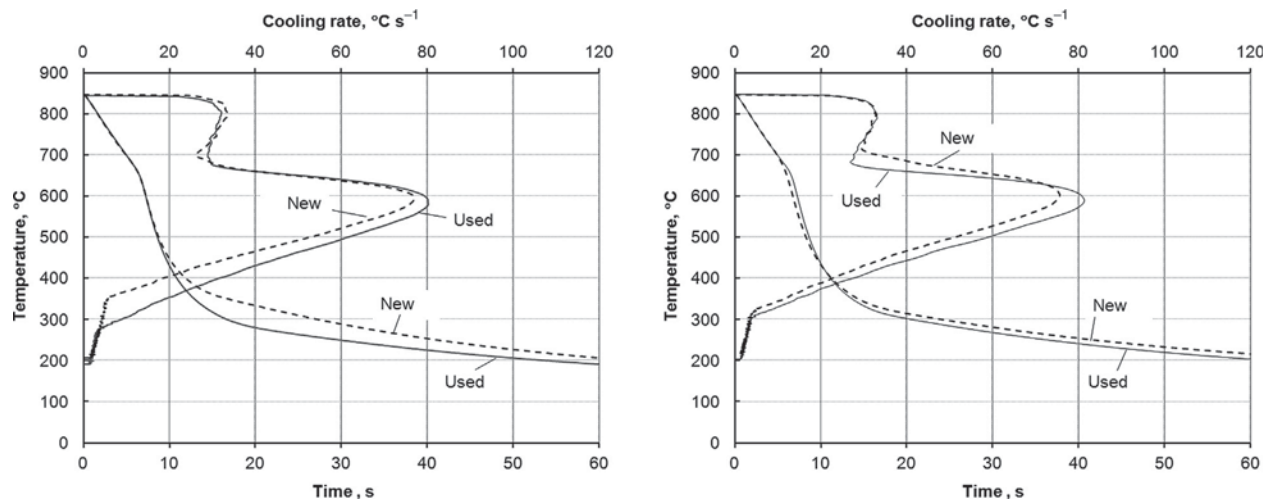 Cooling rate, °C s⁻¹
0 20 40 60 80 100 120
900
800
700
600
500
400
300
200
100
0
Temperature, °C
New
Used
New
Used
0 10 20 30 40 50 60
Time , s
Cooling rate, °C s⁻¹
0 20 40 60 80 100 120
900
800
700
600
500
400
300
200
100
0
Temperature, °C
New
Used
New
Used
0 10 20 30 40 50 60
Time , s